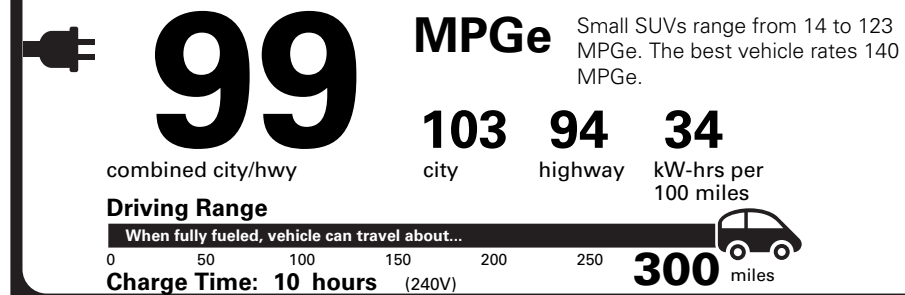 99
MPGe
Small SUVs range from 14 to 123
MPGe. The best vehicle rates 140
MPGe.
combined city/hwy
103
city
94
highway
34
kW-hrs per
100 miles
Driving Range
When fully fueled, vehicle can travel about...
0 50 100 150 200 250 300 miles
Charge Time: 10 hours (240V)